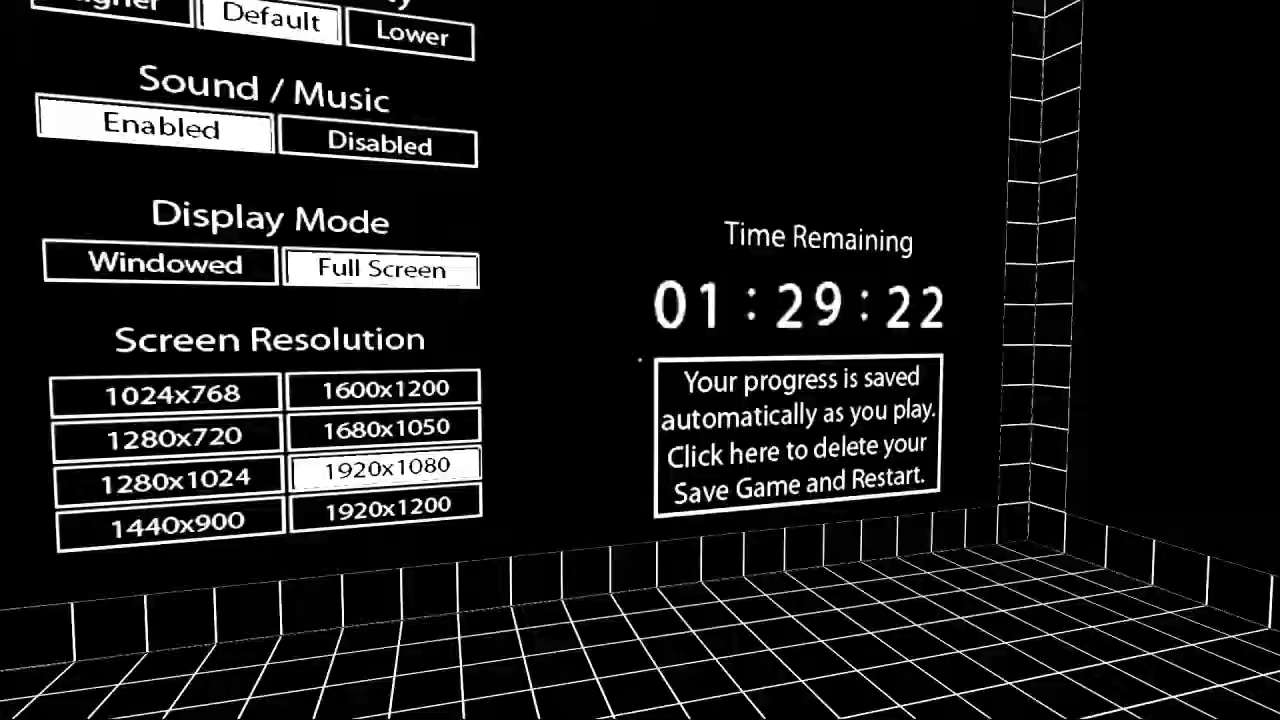 Default
Lower
Sound / Music
Enabled
Disabled
Display Mode
Windowed
Full Screen
Screen Resolution
1024x768
1600x1200
1280x720
1680x1050
1280x1024
1920x1080
1440x900
1920x1200
Time Remaining
01 : 29 : 22
Your progress is saved
automatically as you play.
Click here to delete your
Save Game and Restart.